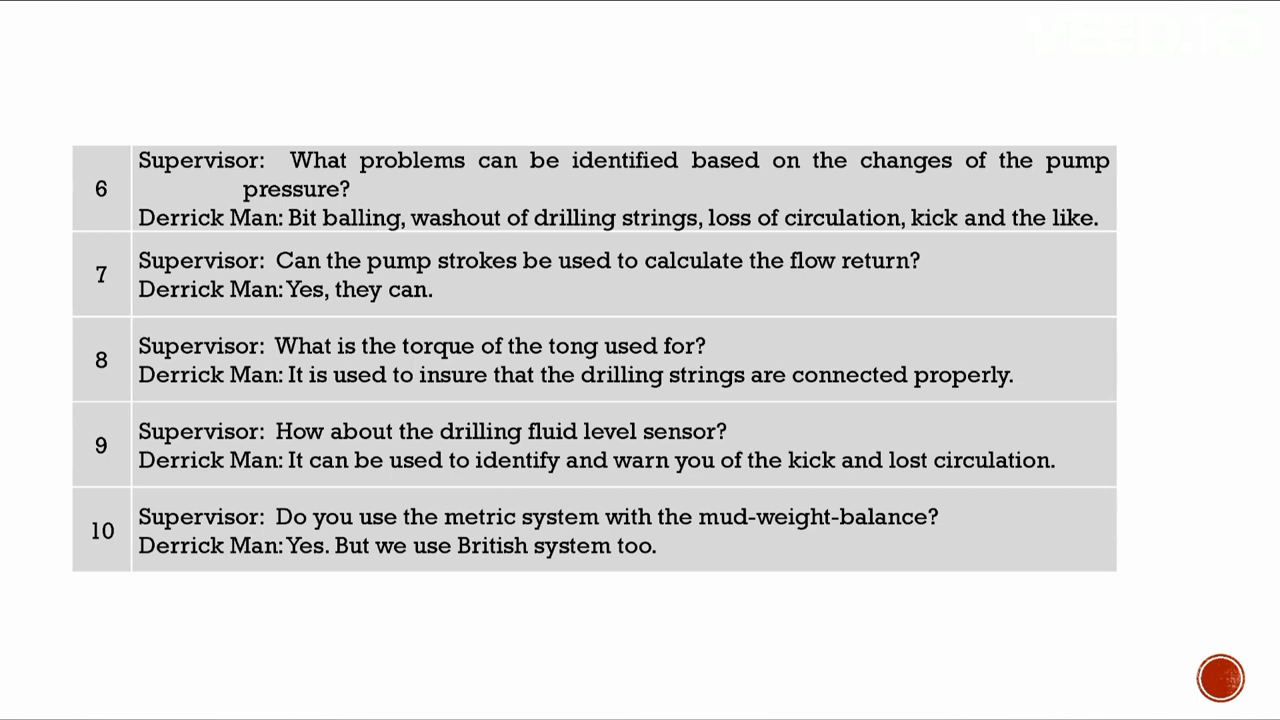 VEED.IO
6
Supervisor: What problems can be identified based on the changes of the pump
pressure?
Derrick Man: Bit balling, washout of drilling strings, loss of circulation, kick and the like.
7
Supervisor: Can the pump strokes be used to calculate the flow return?
Derrick Man: Yes, they can.
8
Supervisor: What is the torque of the tong used for?
Derrick Man: It is used to insure that the drilling strings are connected properly.
9
Supervisor: How about the drilling fluid level sensor?
Derrick Man: It can be used to identify and warn you of the kick and lost circulation.
10
Supervisor: Do you use the metric system with the mud-weight-balance?
Derrick Man: Yes. But we use British system too.